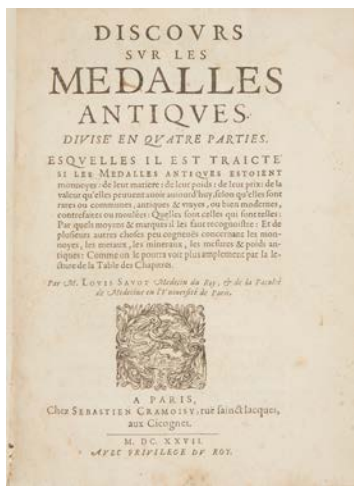 DISCOVRS
SVR LES
MEDALLES
ANTIQVES.
DIVISE' EN QVATRE PARTIES.
ESQVELLES IL EST TRAICTE'
SI LES MEDALLES ANTIQVES ESTOIENT
monnoyes: de leur matiere: de leur poids: de leur prix: de la
valeur qu'elles peuuent auoir aujourd'huy, selon qu'elles sont
rares ou communes, antiques & vrayes, ou bien modernes,
contrefaites ou moulées: Quelles sont celles qui sont telles:
Par quels moyens & marques il les faut recognoistre: Et de
plusieurs autres choses peu cogneuës concernant les mon-
noyes, les metaux, les mineraux, les mesures & poids an-
tiques: Comme on le pourra voir plus amplement par la le-
cture de la Table des Chapitres.
Par M. LOVIS SAVOT Medecin du Roy, & de la Faculté
de Medecine en l'Vniuersité de Paris.
A PARIS,
Chez SEBASTIEN CRAMOISY, rue sainct Iacques,
aux Cicognes.
M. DC. XXVII.
AVEC PRIVILEGE DV ROY.